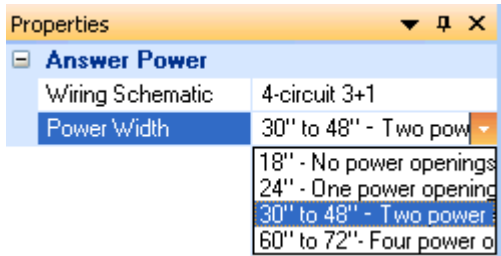 Properties
Answer Power
Wiring Schematic 4-circuit 3+1
Power Width 30" to 48" - Two pow
18" - No power openings
24" - One power opening
30" to 48" - Two power
60" to 72"- Four power o